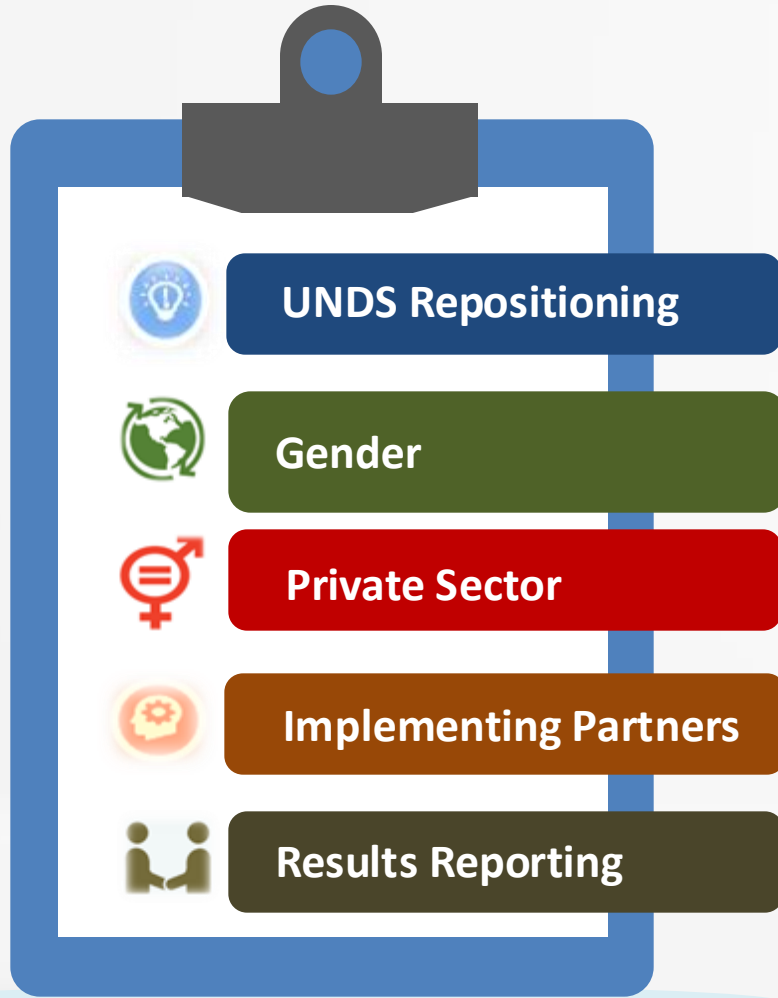 UNDS Repositioning
Gender
Private Sector
Implementing Partners
Results Reporting